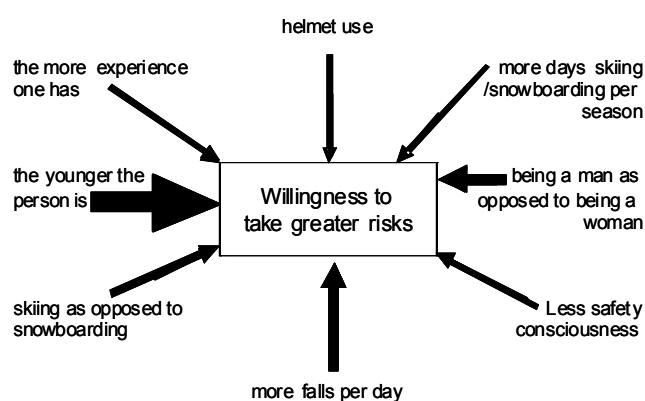 helmet use
the more experience
one has
more days skiing
/snowboarding per
season
the younger the
person is
Willingness to
take greater risks
being a man as
opposed to being a
woman
skiing as opposed to
snowboarding
Less safety
consciousness
more falls per day